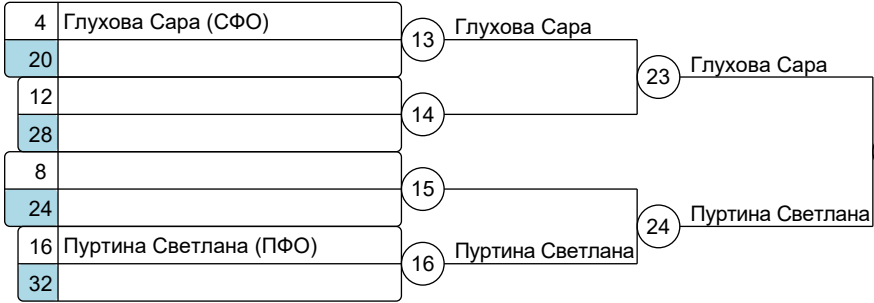 4 Глухова Сара (СФО)
20
13 Глухова Сара
12
28
14
23 Глухова Сара
8
24
15
16 Пуртина Светлана (ПФО)
32
16 Пуртина Светлана
24 Пуртина Светлана